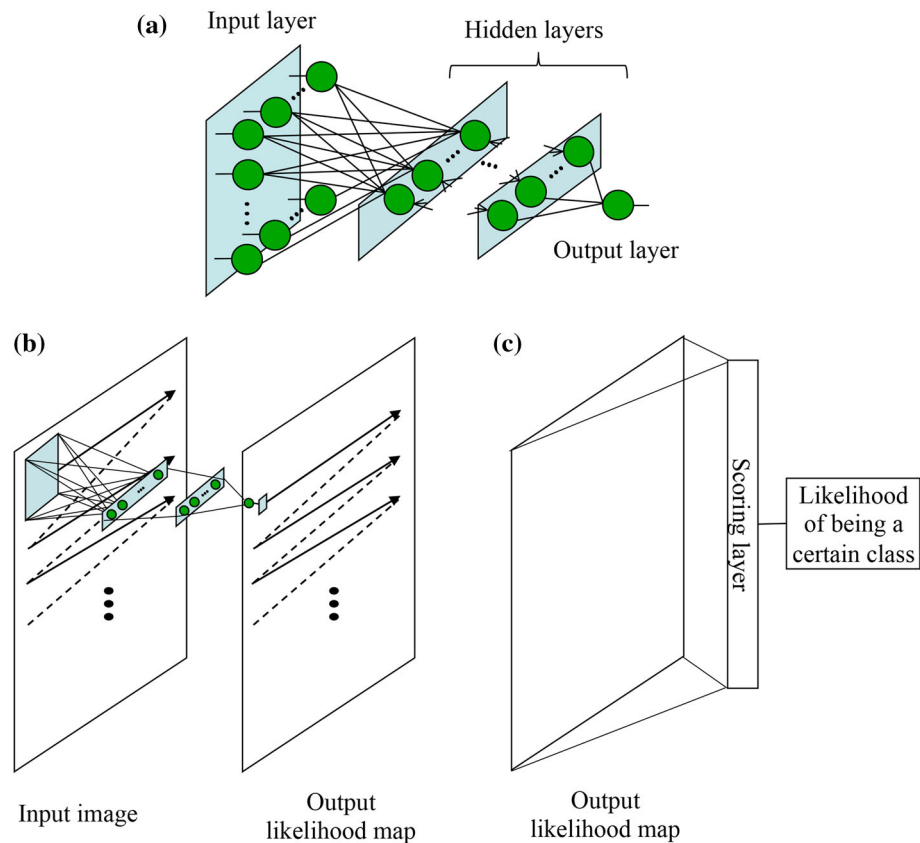 (a)
Input layer
Hidden layers
Output layer
(b)
Input image
Output
likelihood map
(c)
Scoring layer
Likelihood
of being a
certain class
Output
likelihood map